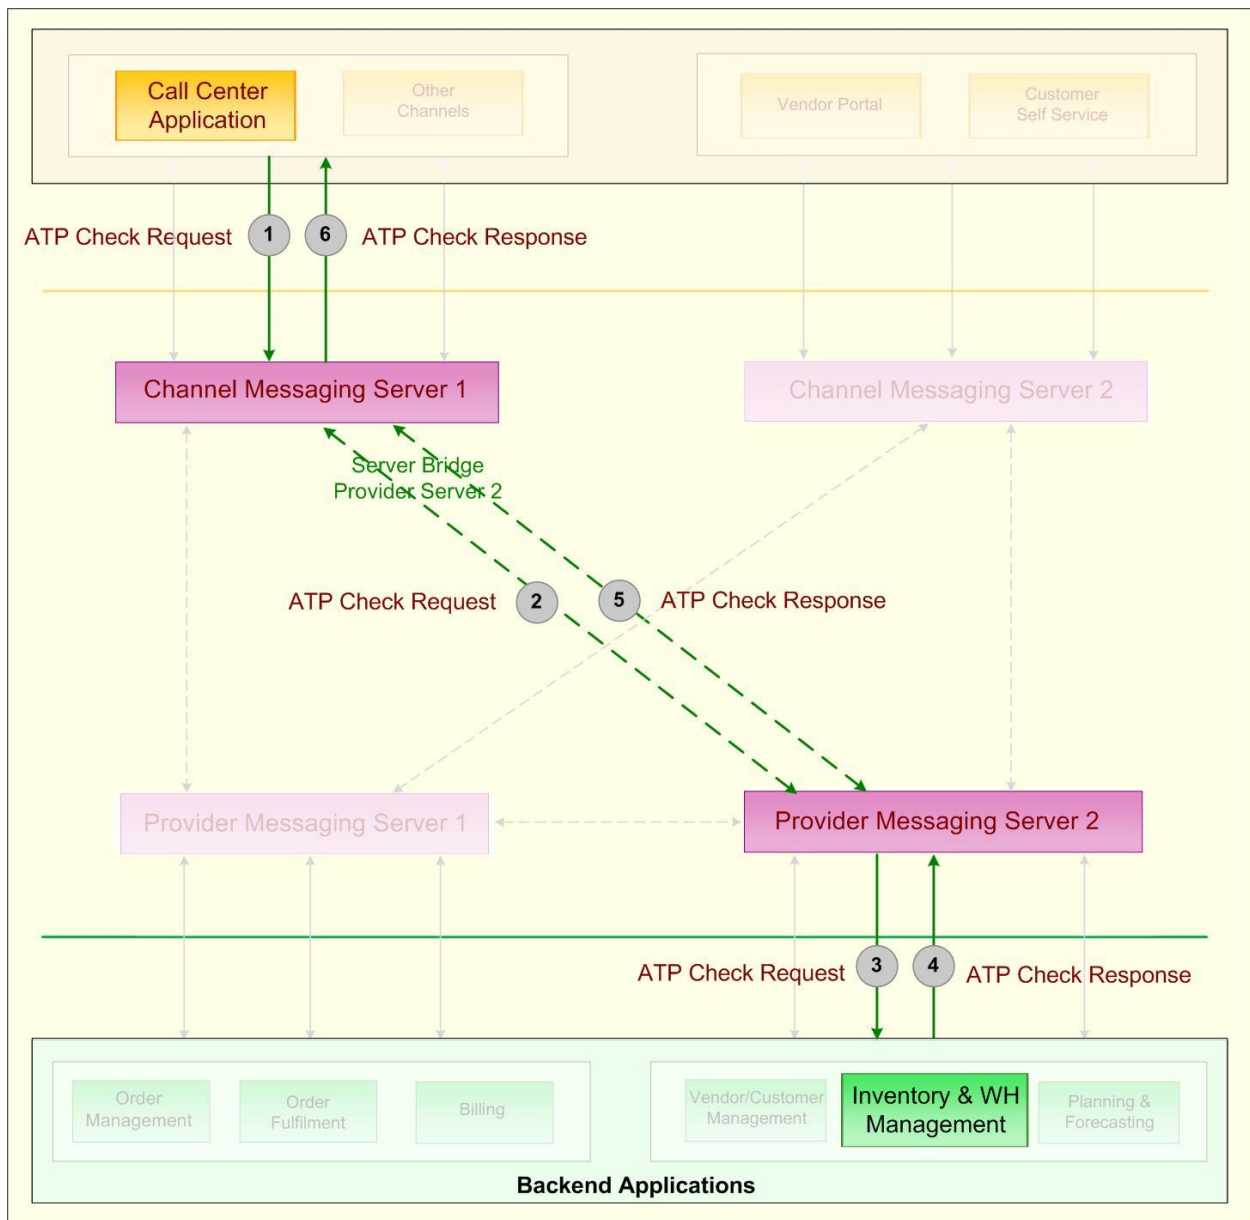 Call Center
Application
Other
Channels
Vendor Portal
Customer
Self Service
ATP Check Request
1
6
ATP Check Response
Channel Messaging Server 1
Channel Messaging Server 2
Server Bridge
Provider Server 2
ATP Check Request
2
5
ATP Check Response
Provider Messaging Server 1
Provider Messaging Server 2
ATP Check Request
3
4
ATP Check Response
Order
Management
Order
Fulfilment
Billing
Vendor/Customer
Management
Inventory & WH
Management
Planning &
Forecasting
Backend Applications